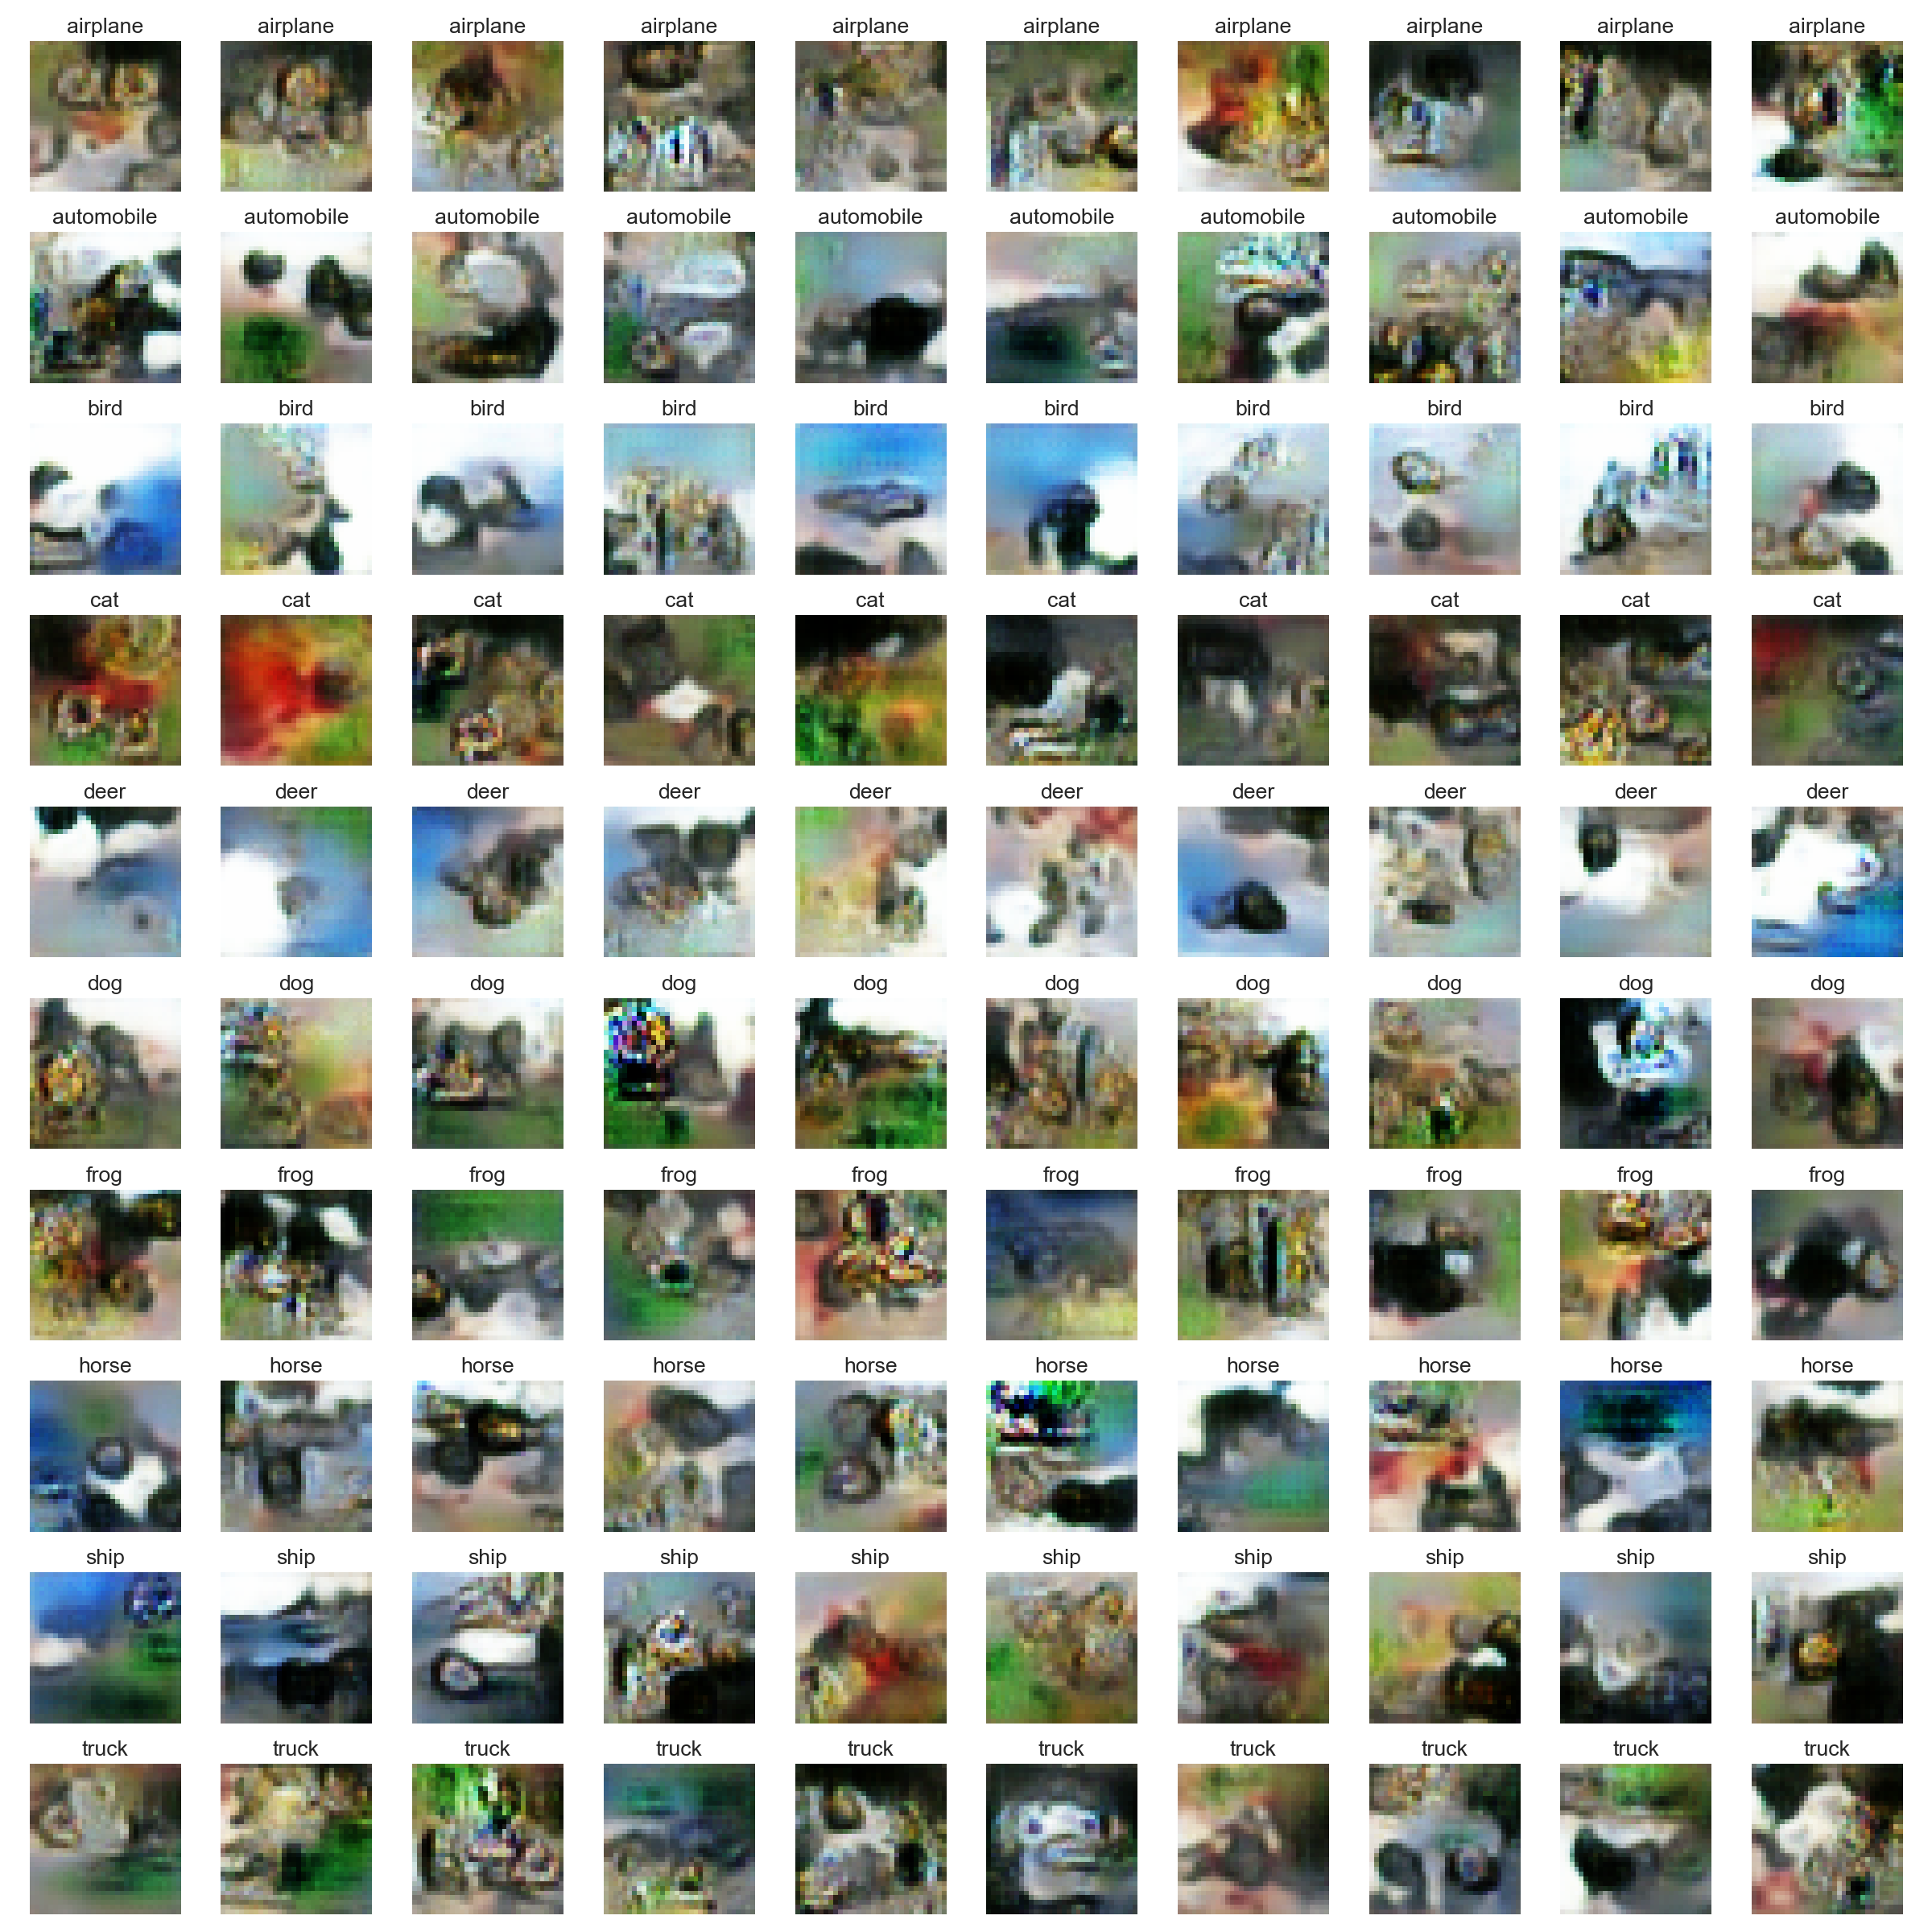 airplane airplane airplane airplane airplane airplane airplane airplane airplane airplane
automobile automobile automobile automobile automobile automobile automobile automobile automobile automobile
bird bird bird bird bird bird bird bird bird bird
cat cat cat cat cat cat cat cat cat cat
deer deer deer deer deer deer deer deer deer deer
dog dog dog dog dog dog dog dog dog dog
frog frog frog frog frog frog frog frog frog frog
horse horse horse horse horse horse horse horse horse horse
ship ship ship ship ship ship ship ship ship ship
truck truck truck truck truck truck truck truck truck truck